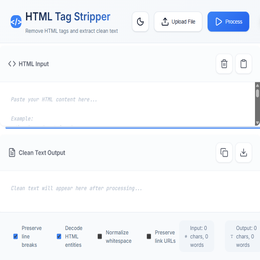 HTML Tag Stripper
Remove HTML tags and extract clean text
Upload File
Process
HTML Input
Paste your HTML content here...
Example:
Clean Text Output
Clean text will appear here after processing...
Preserve line breaks
Decode HTML entities
Normalize whitespace
Preserve link URLs
Input: 0 chars, 0 words
Output: 0 chars, 0 words